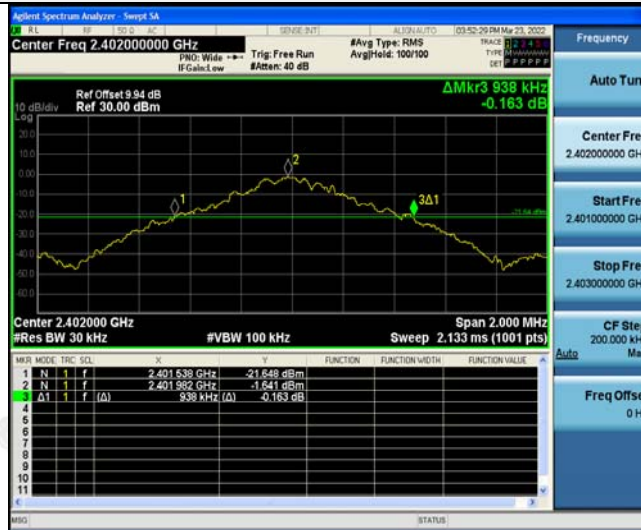 Agilent Spectrum Analyzer - Swept SA
RL RF 50 Ω AC SENSE:INT ALIGN AUTO 03:52:29 PM Mar 23, 2022
Center Freq 2.402000000 GHz
PNO: Wide
IFGain:Low
Trig: Free Run
#Atten: 40 dB
#Avg Type: RMS
Avg|Hold: 100/100
TRACE 1 2 3 4 5 6
TYPE M
DET P P P P P P
Ref Offset 9.94 dB
Ref 30.00 dBm
ΔMkr3 938 kHz
-0.163 dB
10 dB/div
Log
20.0
10.0
0.00
-10.0
-20.0
-30.0
-40.0
-50.0
-60.0
1
2
3Δ1
-21.64 dBm
Center 2.402000 GHz
#Res BW 30 kHz
#VBW 100 kHz
Span 2.000 MHz
Sweep 2.133 ms (1001 pts)
MKR MODE TRC SCL X Y FUNCTION FUNCTION WIDTH FUNCTION VALUE
1 N 1 f 2.401 538 GHz -21.648 dBm
2 N 1 f 2.401 982 GHz -1.641 dBm
3 Δ1 1 f (Δ) 938 kHz (Δ) -0.163 dB
4
5
6
7
8
9
10
11
MSG STATUS
Frequency
Auto Tun
Center Fre
2.402000000 GH
Start Fre
2.401000000 GH
Stop Fre
2.403000000 GH
CF Ste
200.000 kH
Auto Ma
Freq Offse
0 H